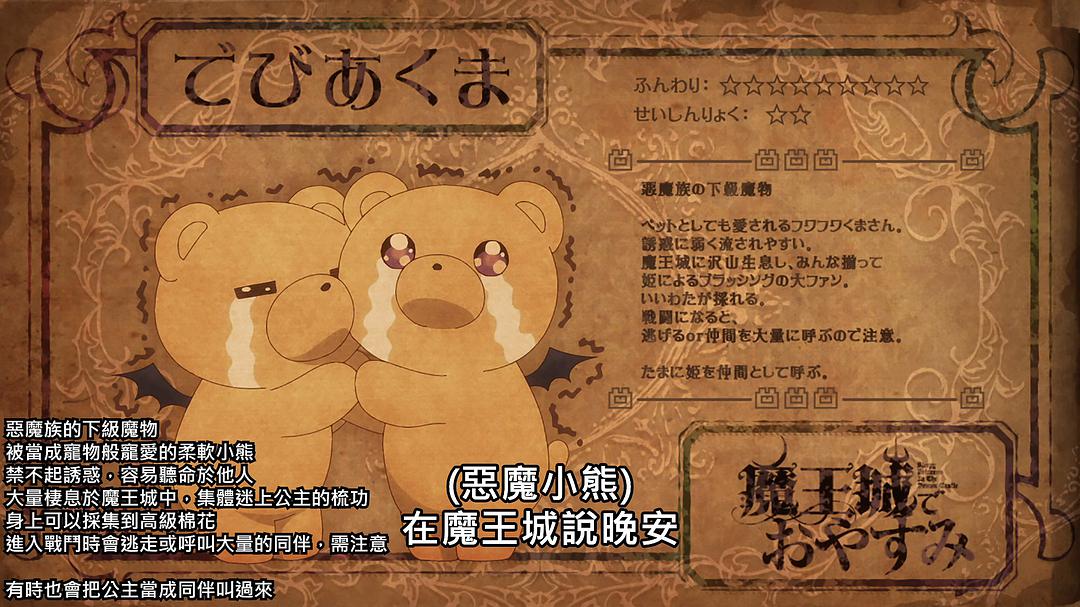 でびあくま
ふんわり:☆☆☆☆☆☆☆☆☆☆
せいしんりょく: ☆☆
悪魔族の下級魔物
ペットとしても愛されるフワフワくまさん。
誘惑に弱く流されやすい。
魔王城に沢山生息し、みんな揃って
姫によるブラッシングの大ファン。
いいわたが採れる。
戦闘になると、
逃げるor仲間を大量に呼ぶので注意。
たまに姫を仲間として呼ぶ。
惡魔族的下級魔物
被當成寵物般寵愛的柔軟小熊
禁不起誘惑，容易聽命於他人
大量棲息於魔王城中，集體迷上公主的梳功
身上可以採集到高級棉花
進入戰鬥時會逃走或呼叫大量的同伴，需注意
有時也會把公主當成同伴叫過來
(惡魔小熊)
在魔王城說晚安
魔王城で
おやすみ